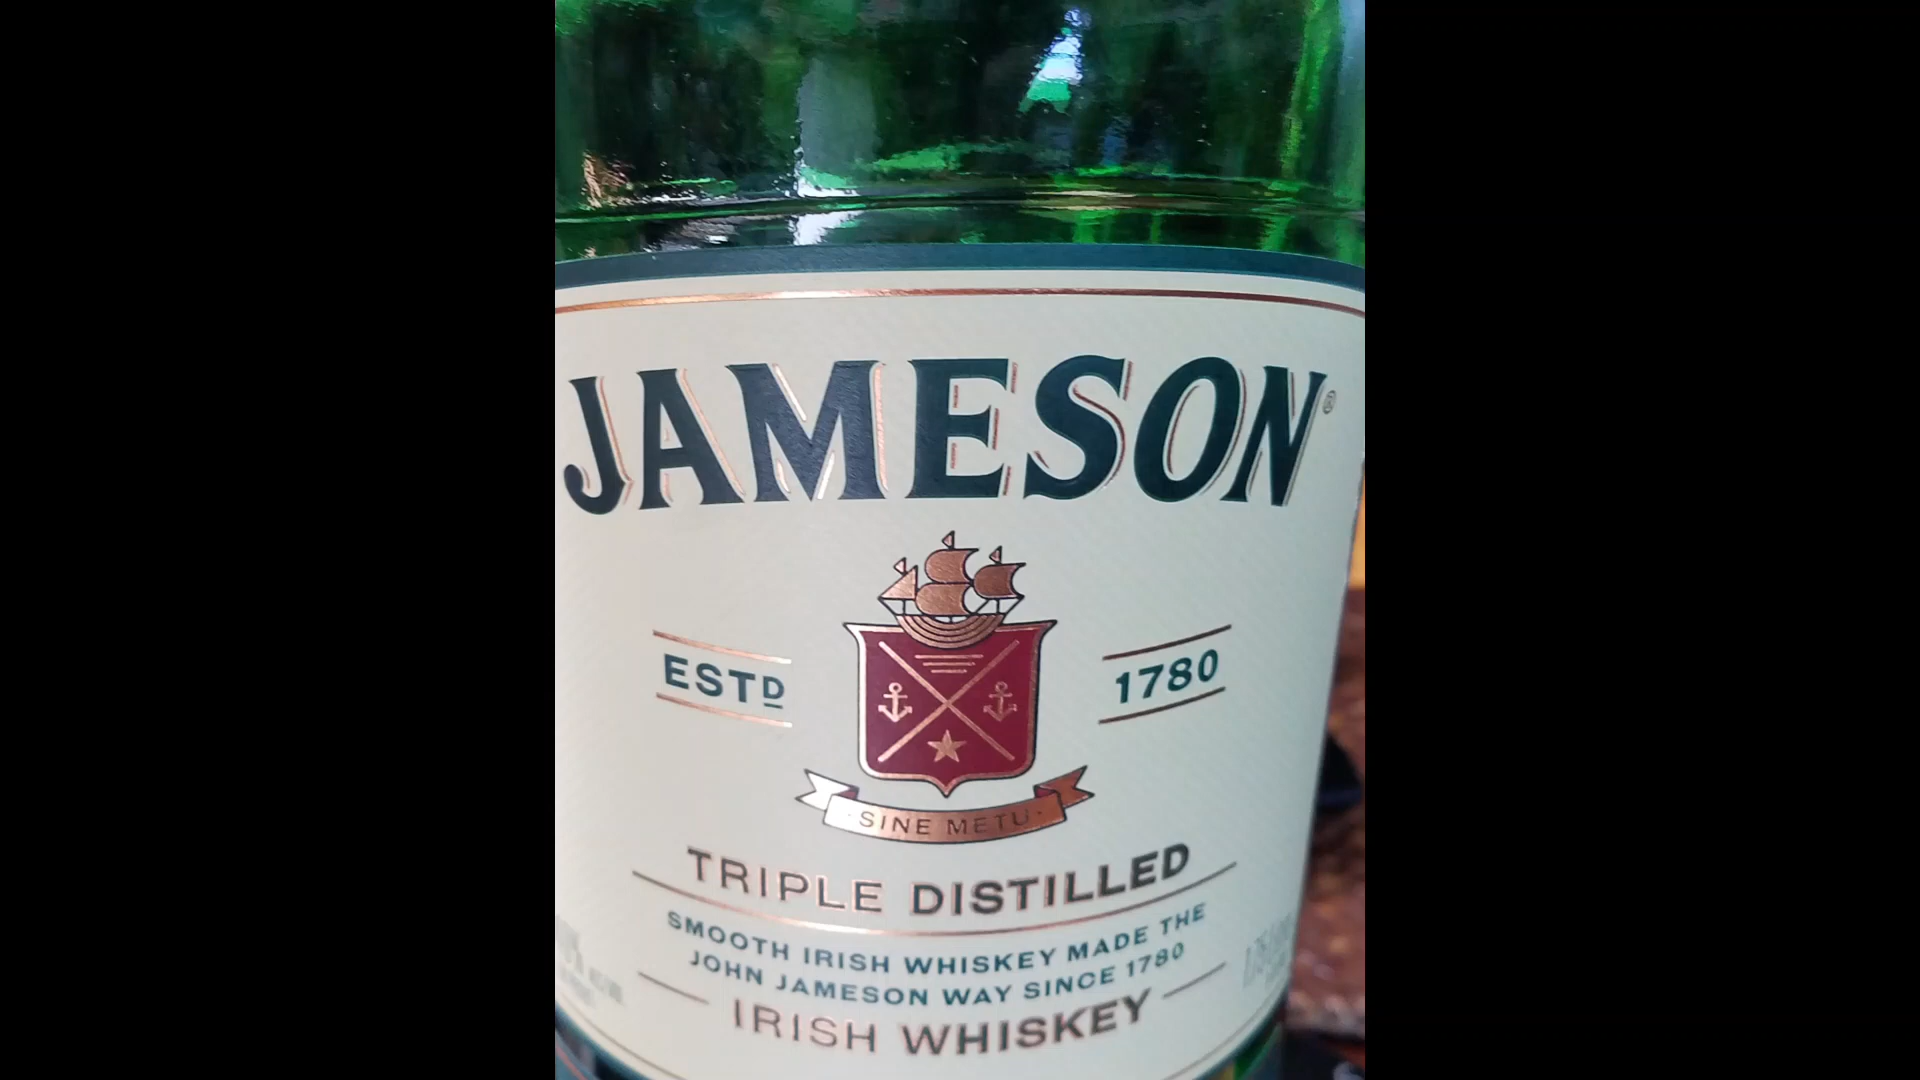 JAMESON®
ESTD 1780
SINE METU
TRIPLE DISTILLED
SMOOTH IRISH WHISKEY MADE THE
JOHN JAMESON WAY SINCE 1780
IRISH WHISKEY